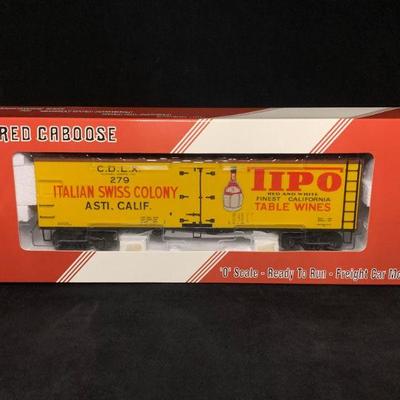 RED CABOOSE
C.D.L.X.
279
ITALIAN SWISS COLONY
ASTI, CALIF.
TIPO
RED AND WHITE
FINEST CALIFORNIA
TABLE WINES
"O" Scale - Ready To Run - Freight Car Mo